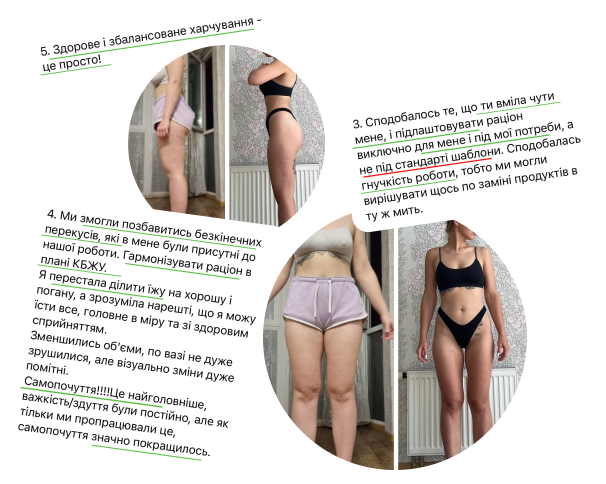 5. Здорове і збалансоване харчування -
це просто!
3. Сподобалось те, що ти вміла чути
мене, і підлаштовувати раціон
виключно для мене і під мої потреби, а
не під стандарті шаблони. Сподобалась
гнучкість роботи, тобто ми могли
вирішувати щось по заміні продуктів в
ту ж мить.
4. Ми змогли позбавитись безкінечних
перекусів, які в мене були присутні до
нашої роботи. Гармонізувати раціон в
плані КБЖУ.
Я перестала ділити їжу на хорошу і
погану, а зрозуміла нарешті, що я можу
їсти все, головне в міру та зі здоровим
сприйняттям.
Зменшились об'єми, по вазі не дуже
зрушилися, але візуально зміни дуже
помітні.
Самопочуття!!!!Це найголовніше,
важкість/здуття були постійно, але як
тільки ми пропрацювали це,
самопочуття значно покращилось.